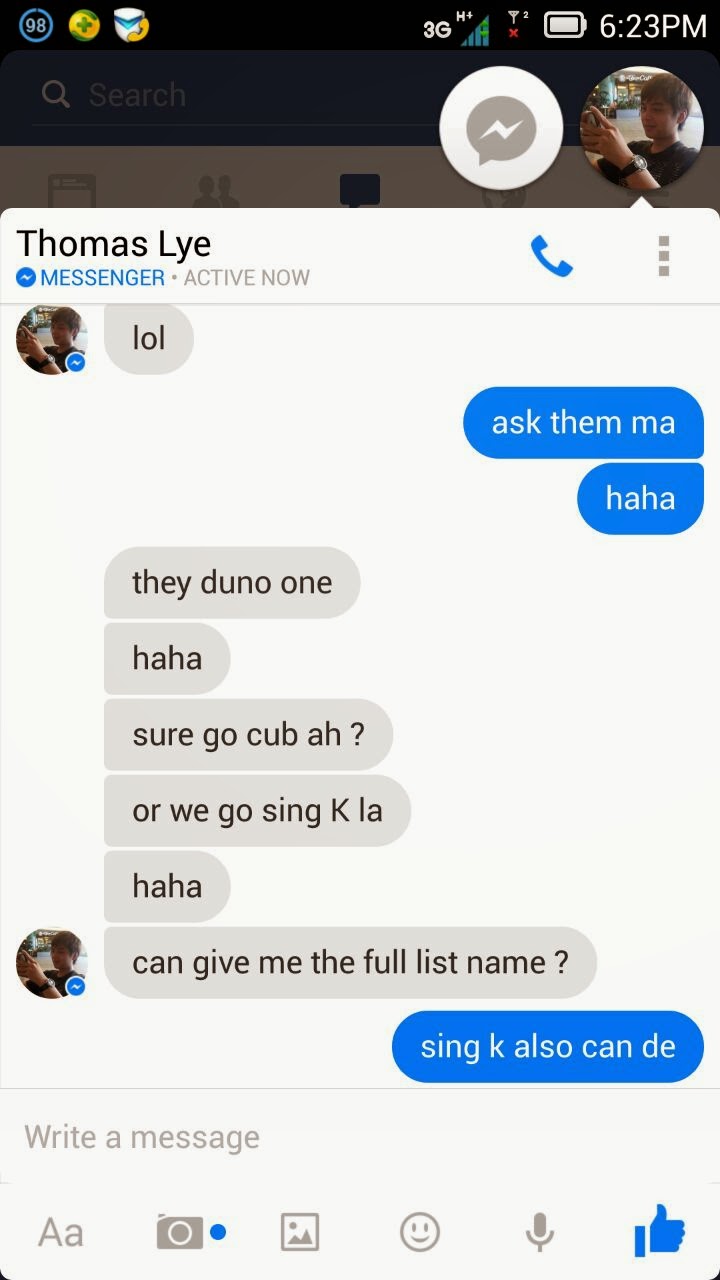 98
3G H+ 2 6:23PM
Search
Thomas Lye
MESSENGER • ACTIVE NOW
lol
ask them ma
haha
they duno one
haha
sure go cub ah ?
or we go sing K la
haha
can give me the full list name ?
sing k also can de
Write a message
Aa